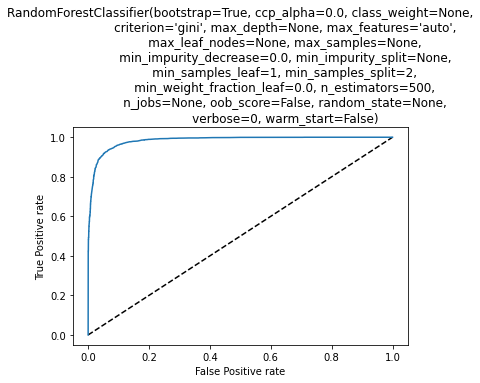 RandomForestClassifier(bootstrap=True, ccp_alpha=0.0, class_weight=None,
criterion='gini', max_depth=None, max_features='auto',
max_leaf_nodes=None, max_samples=None,
min_impurity_decrease=0.0, min_impurity_split=None,
min_samples_leaf=1, min_samples_split=2,
min_weight_fraction_leaf=0.0, n_estimators=500,
n_jobs=None, oob_score=False, random_state=None,
verbose=0, warm_start=False)
1.0
0.8
0.6
0.4
0.2
0.0
True Positive rate
0.0 0.2 0.4 0.6 0.8 1.0
False Positive rate